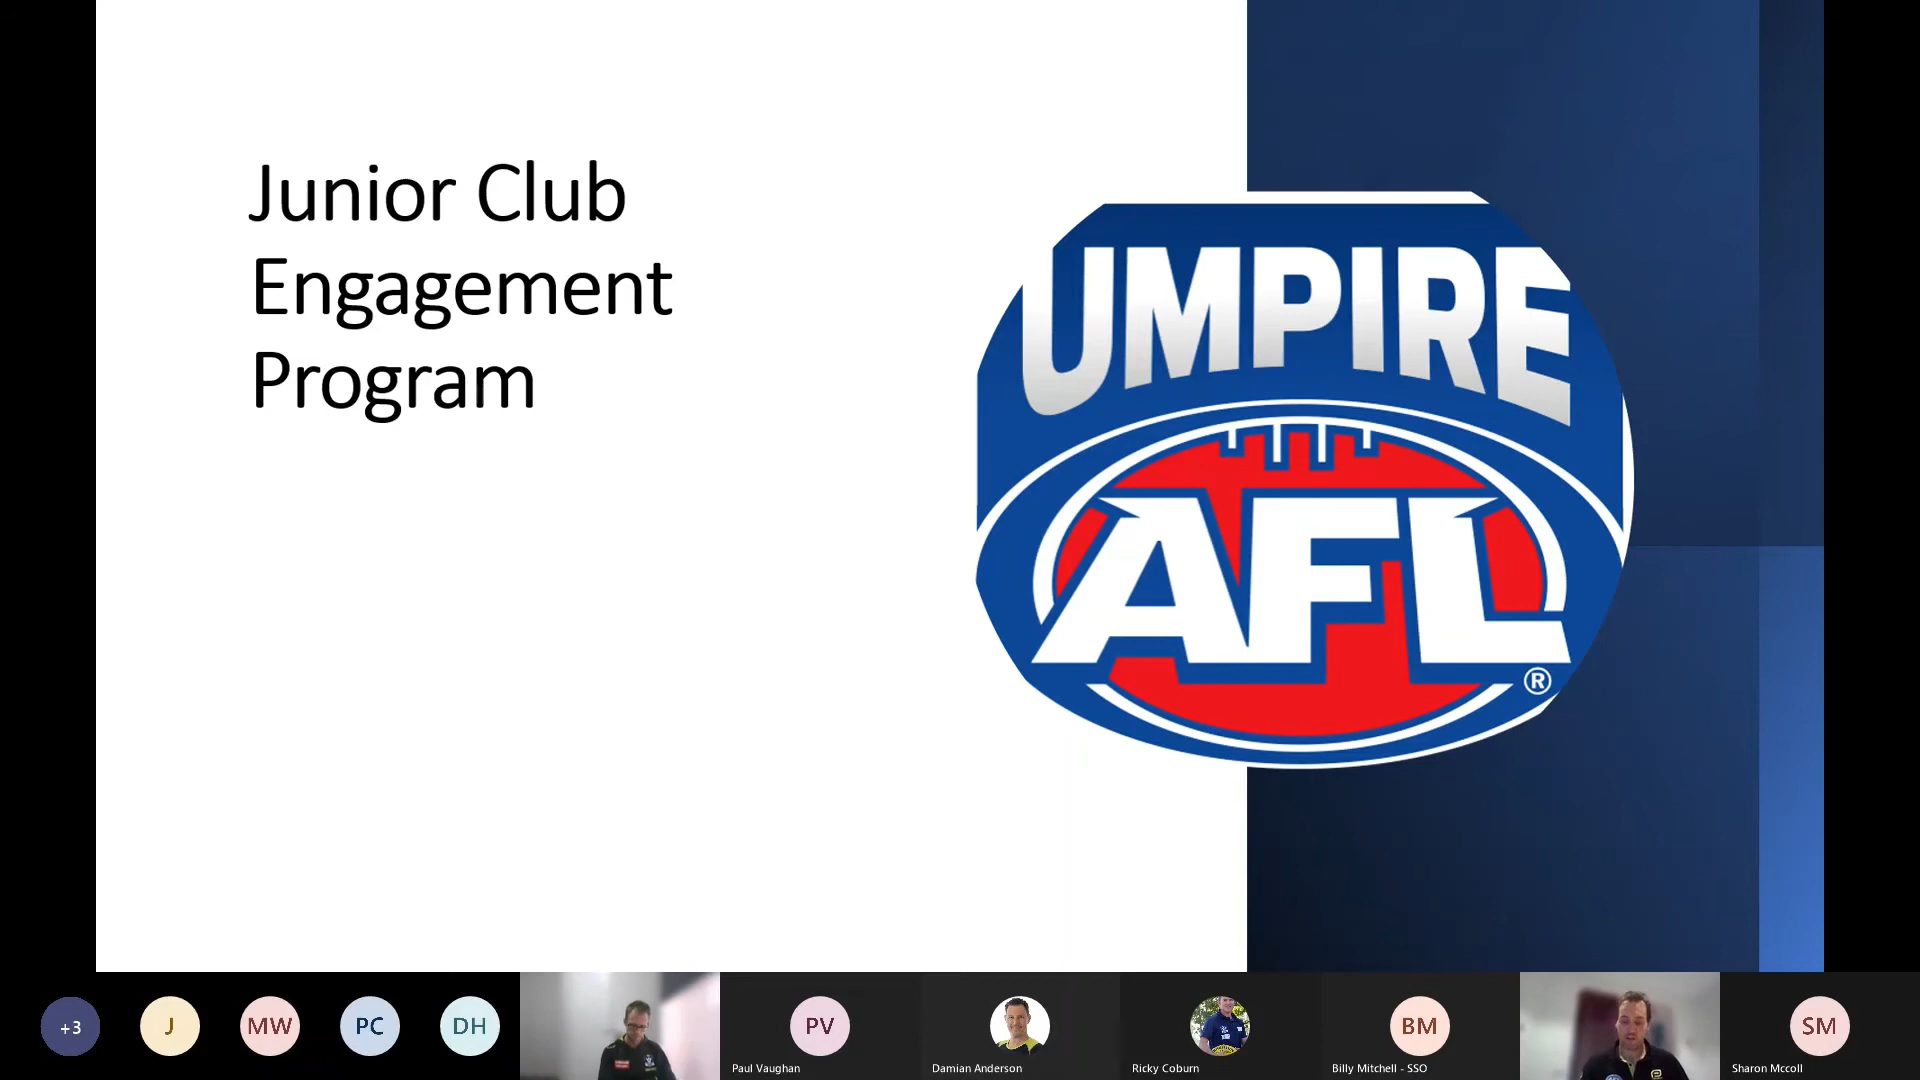 Junior Club
Engagement
Program
UMPIRE
AFL
®
+3
J
MW
PC
DH
PV
Paul Vaughan
Damian Anderson
Ricky Coburn
BM
Billy Mitchell - SSO
SM
Sharon Mccoll